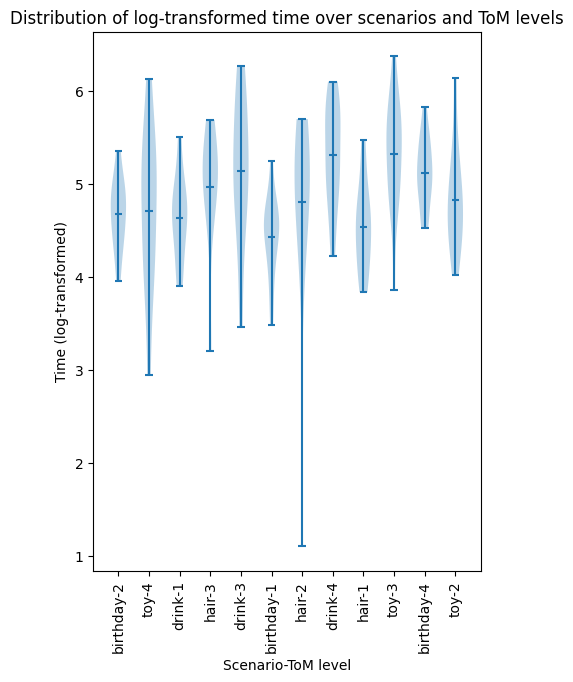 Distribution of log-transformed time over scenarios and ToM levels
Time (log-transformed)
6
5
4
3
2
1
birthday-2
toy-4
drink-1
hair-3
drink-3
birthday-1
hair-2
drink-4
hair-1
toy-3
birthday-4
toy-2
Scenario-ToM level